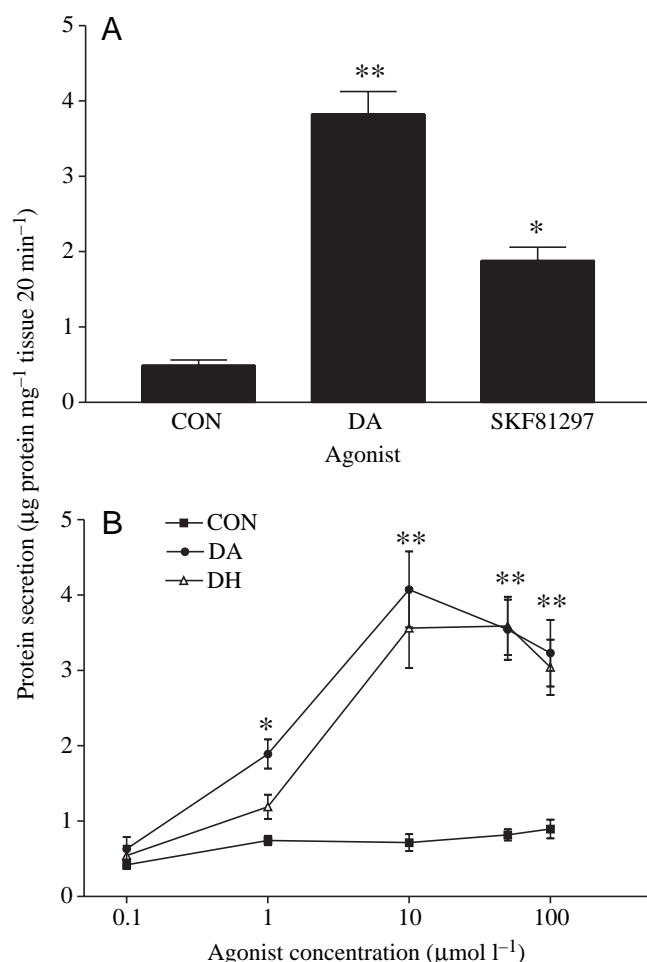 Protein secretion (μg protein mg⁻¹ tissue 20 min⁻¹)
A
5
4
3
2
1
0
**
*
CON DA SKF81297
Agonist
B
CON
DA
DH
5
4
3
2
1
0
*
**
**
**
0.1 1 10 100
Agonist concentration (μmol l⁻¹)